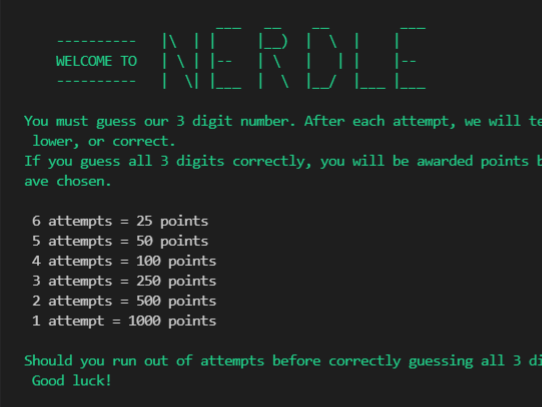 WELCOME TO NERDLE
You must guess our 3 digit number. After each attempt, we will te
lower, or correct.
If you guess all 3 digits correctly, you will be awarded points b
ave chosen.
6 attempts = 25 points
5 attempts = 50 points
4 attempts = 100 points
3 attempts = 250 points
2 attempts = 500 points
1 attempt = 1000 points
Should you run out of attempts before correctly guessing all 3 di
Good luck!